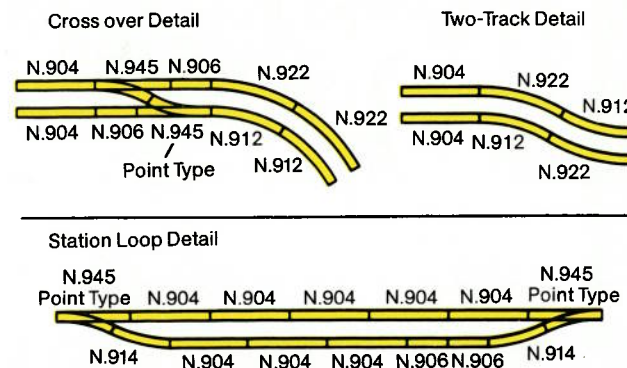 Cross over Detail
N.904 N.945 N.906
N.922
N.922
N.904 N.906 N.945 N.912
N.912
Point Type
Two-Track Detail
N.904 N.922
N.912
N.904 N.912
N.922
Station Loop Detail
N.945
Point Type
N.904 N.904 N.904 N.904 N.904
N.945
Point Type
N.914
N.904 N.904 N.904 N.906 N.906
N.914